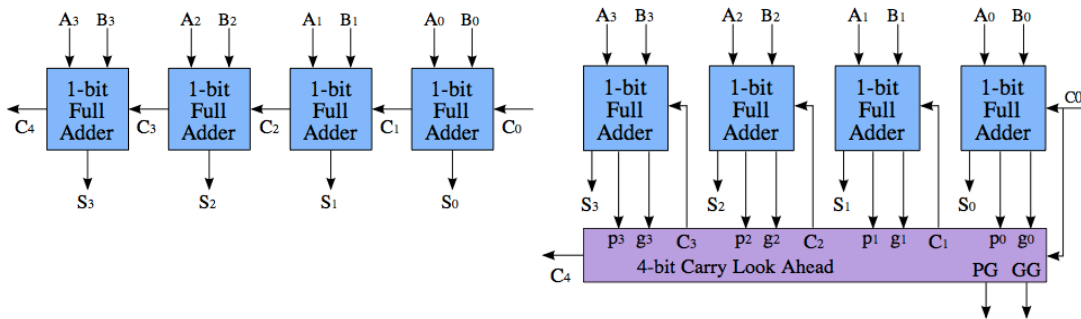 A3 B3 A2 B2 A1 B1 A0 B0
1-bit Full Adder
1-bit Full Adder
1-bit Full Adder
1-bit Full Adder
C4 C3 C2 C1 C0
S3 S2 S1 S0
A3 B3 A2 B2 A1 B1 A0 B0
1-bit Full Adder
1-bit Full Adder
1-bit Full Adder
1-bit Full Adder
C0
S3 S2 S1 S0
p3 g3 C3 p2 g2 C2 p1 g1 C1 p0 g0
C4 4-bit Carry Look Ahead PG GG